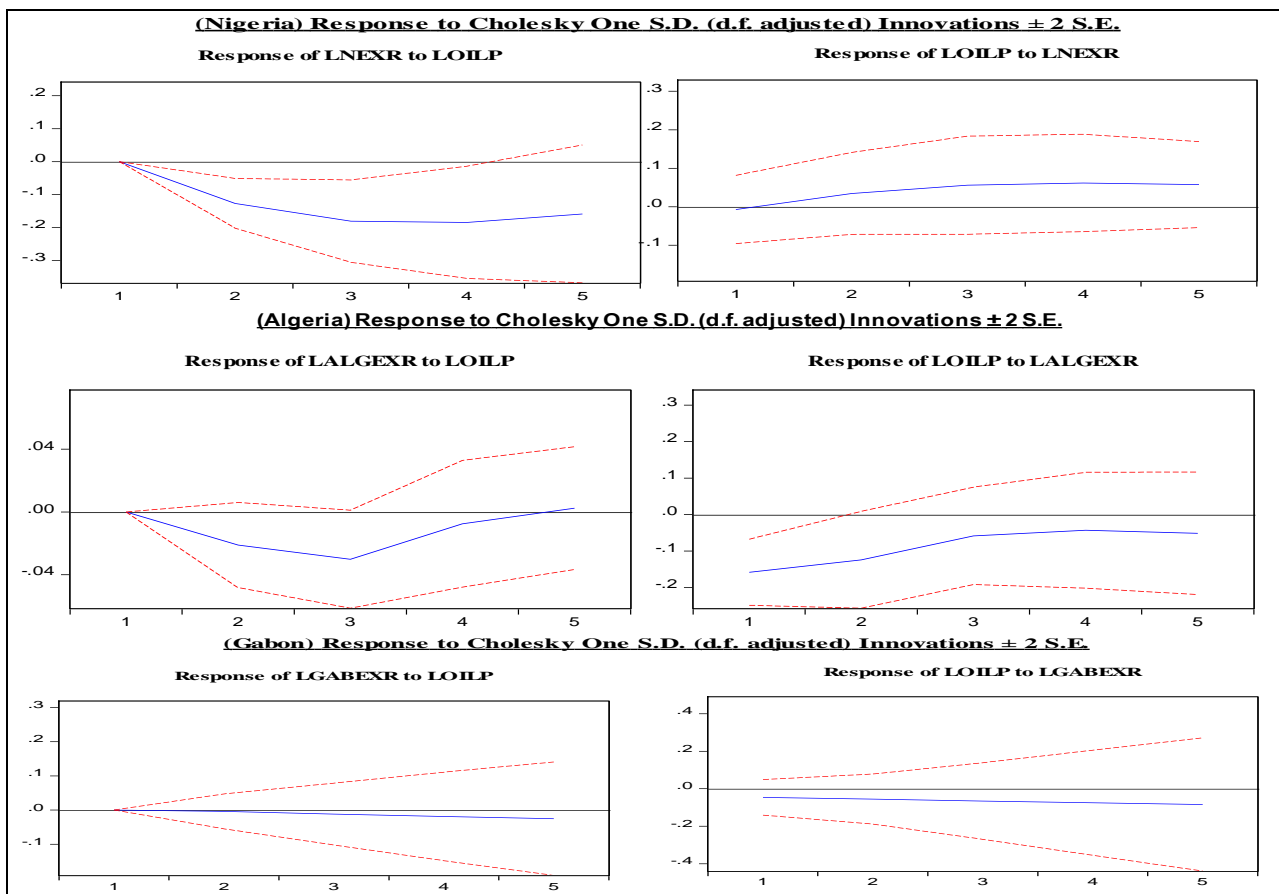 (Nigeria) Response to Cholesky One S.D. (d.f. adjusted) Innovations ± 2 S.E.
Response of LNEXR to LOILP
.2
.1
.0
-.1
-.2
-.3
1 2 3 4 5
Response of LOILP to LNEXR
.3
.2
.1
.0
-.1
1 2 3 4 5
(Algeria) Response to Cholesky One S.D. (d.f. adjusted) Innovations ± 2 S.E.
Response of LALGEXR to LOILP
.04
.00
-.04
1 2 3 4 5
Response of LOILP to LALGEXR
.3
.2
.1
.0
-.1
-.2
1 2 3 4 5
(Gabon) Response to Cholesky One S.D. (d.f. adjusted) Innovations ± 2 S.E.
Response of LGABEXR to LOILP
.3
.2
.1
.0
-.1
1 2 3 4 5
Response of LOILP to LGABEXR
.4
.2
.0
-.2
-.4
1 2 3 4 5